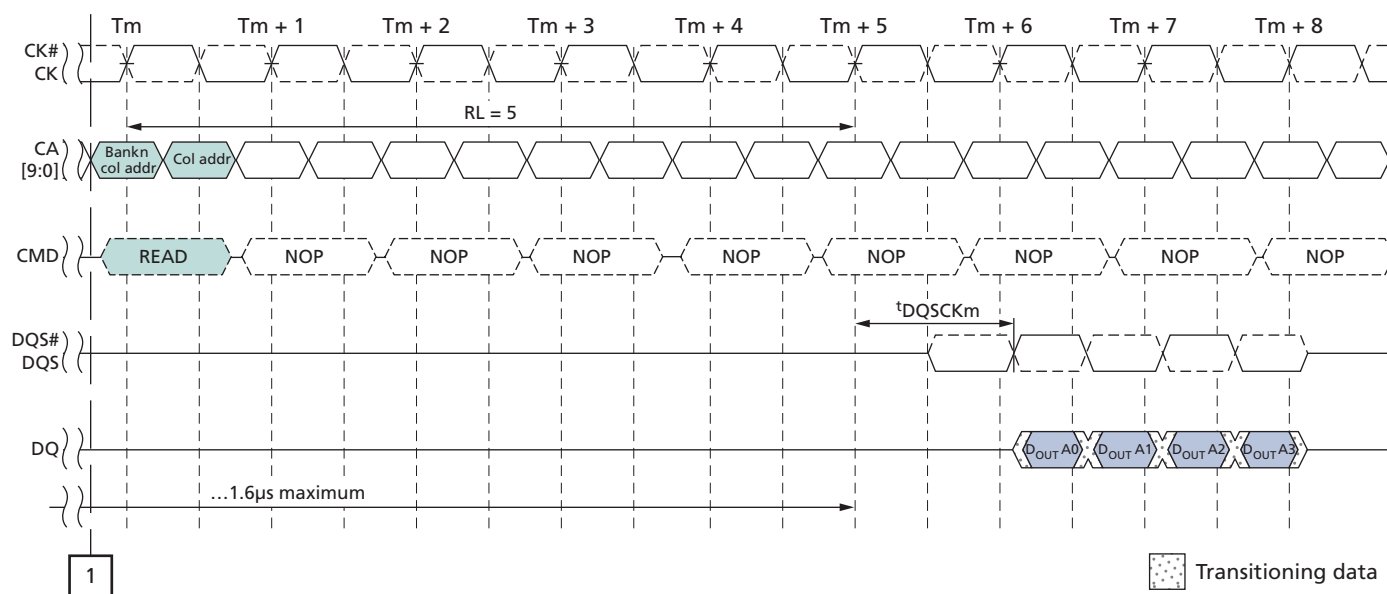 Tm Tm + 1 Tm + 2 Tm + 3 Tm + 4 Tm + 5 Tm + 6 Tm + 7 Tm + 8
CK#
CK
RL = 5
CA
[9:0]
Bankn
col addr
Col addr
CMD READ NOP NOP NOP NOP NOP NOP NOP NOP
tDQSCKm
DQS#
DQS
DQ DOUT A0 DOUT A1 DOUT A2 DOUT A3
...1.6µs maximum
1
Transitioning data